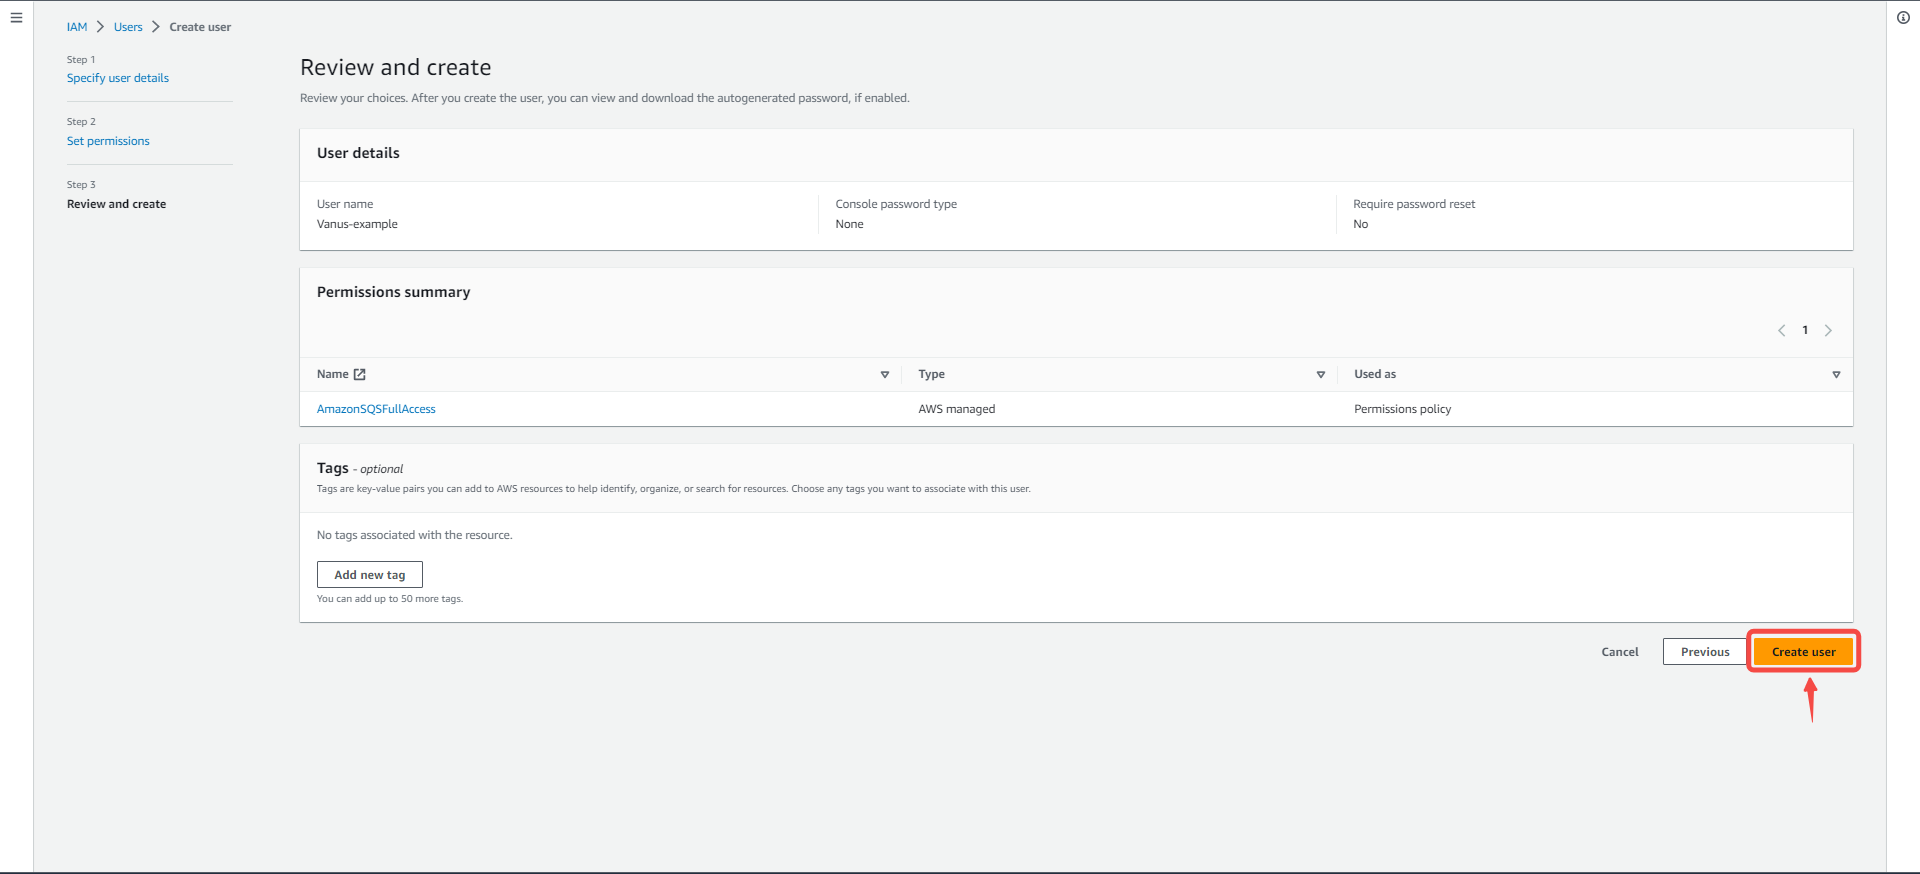 IAM > Users > Create user
Step 1
Specify user details
Step 2
Set permissions
Step 3
Review and create
Review and create
Review your choices. After you create the user, you can view and download the autogenerated password, if enabled.
User details
User name
Vanus-example
Console password type
None
Require password reset
No
Permissions summary
1
Name Type Used as
AmazonSQSFullAccess AWS managed Permissions policy
Tags - optional
Tags are key-value pairs you can add to AWS resources to help identify, organize, or search for resources. Choose any tags you want to associate with this user.
No tags associated with the resource.
Add new tag
You can add up to 50 more tags.
Cancel Previous Create user